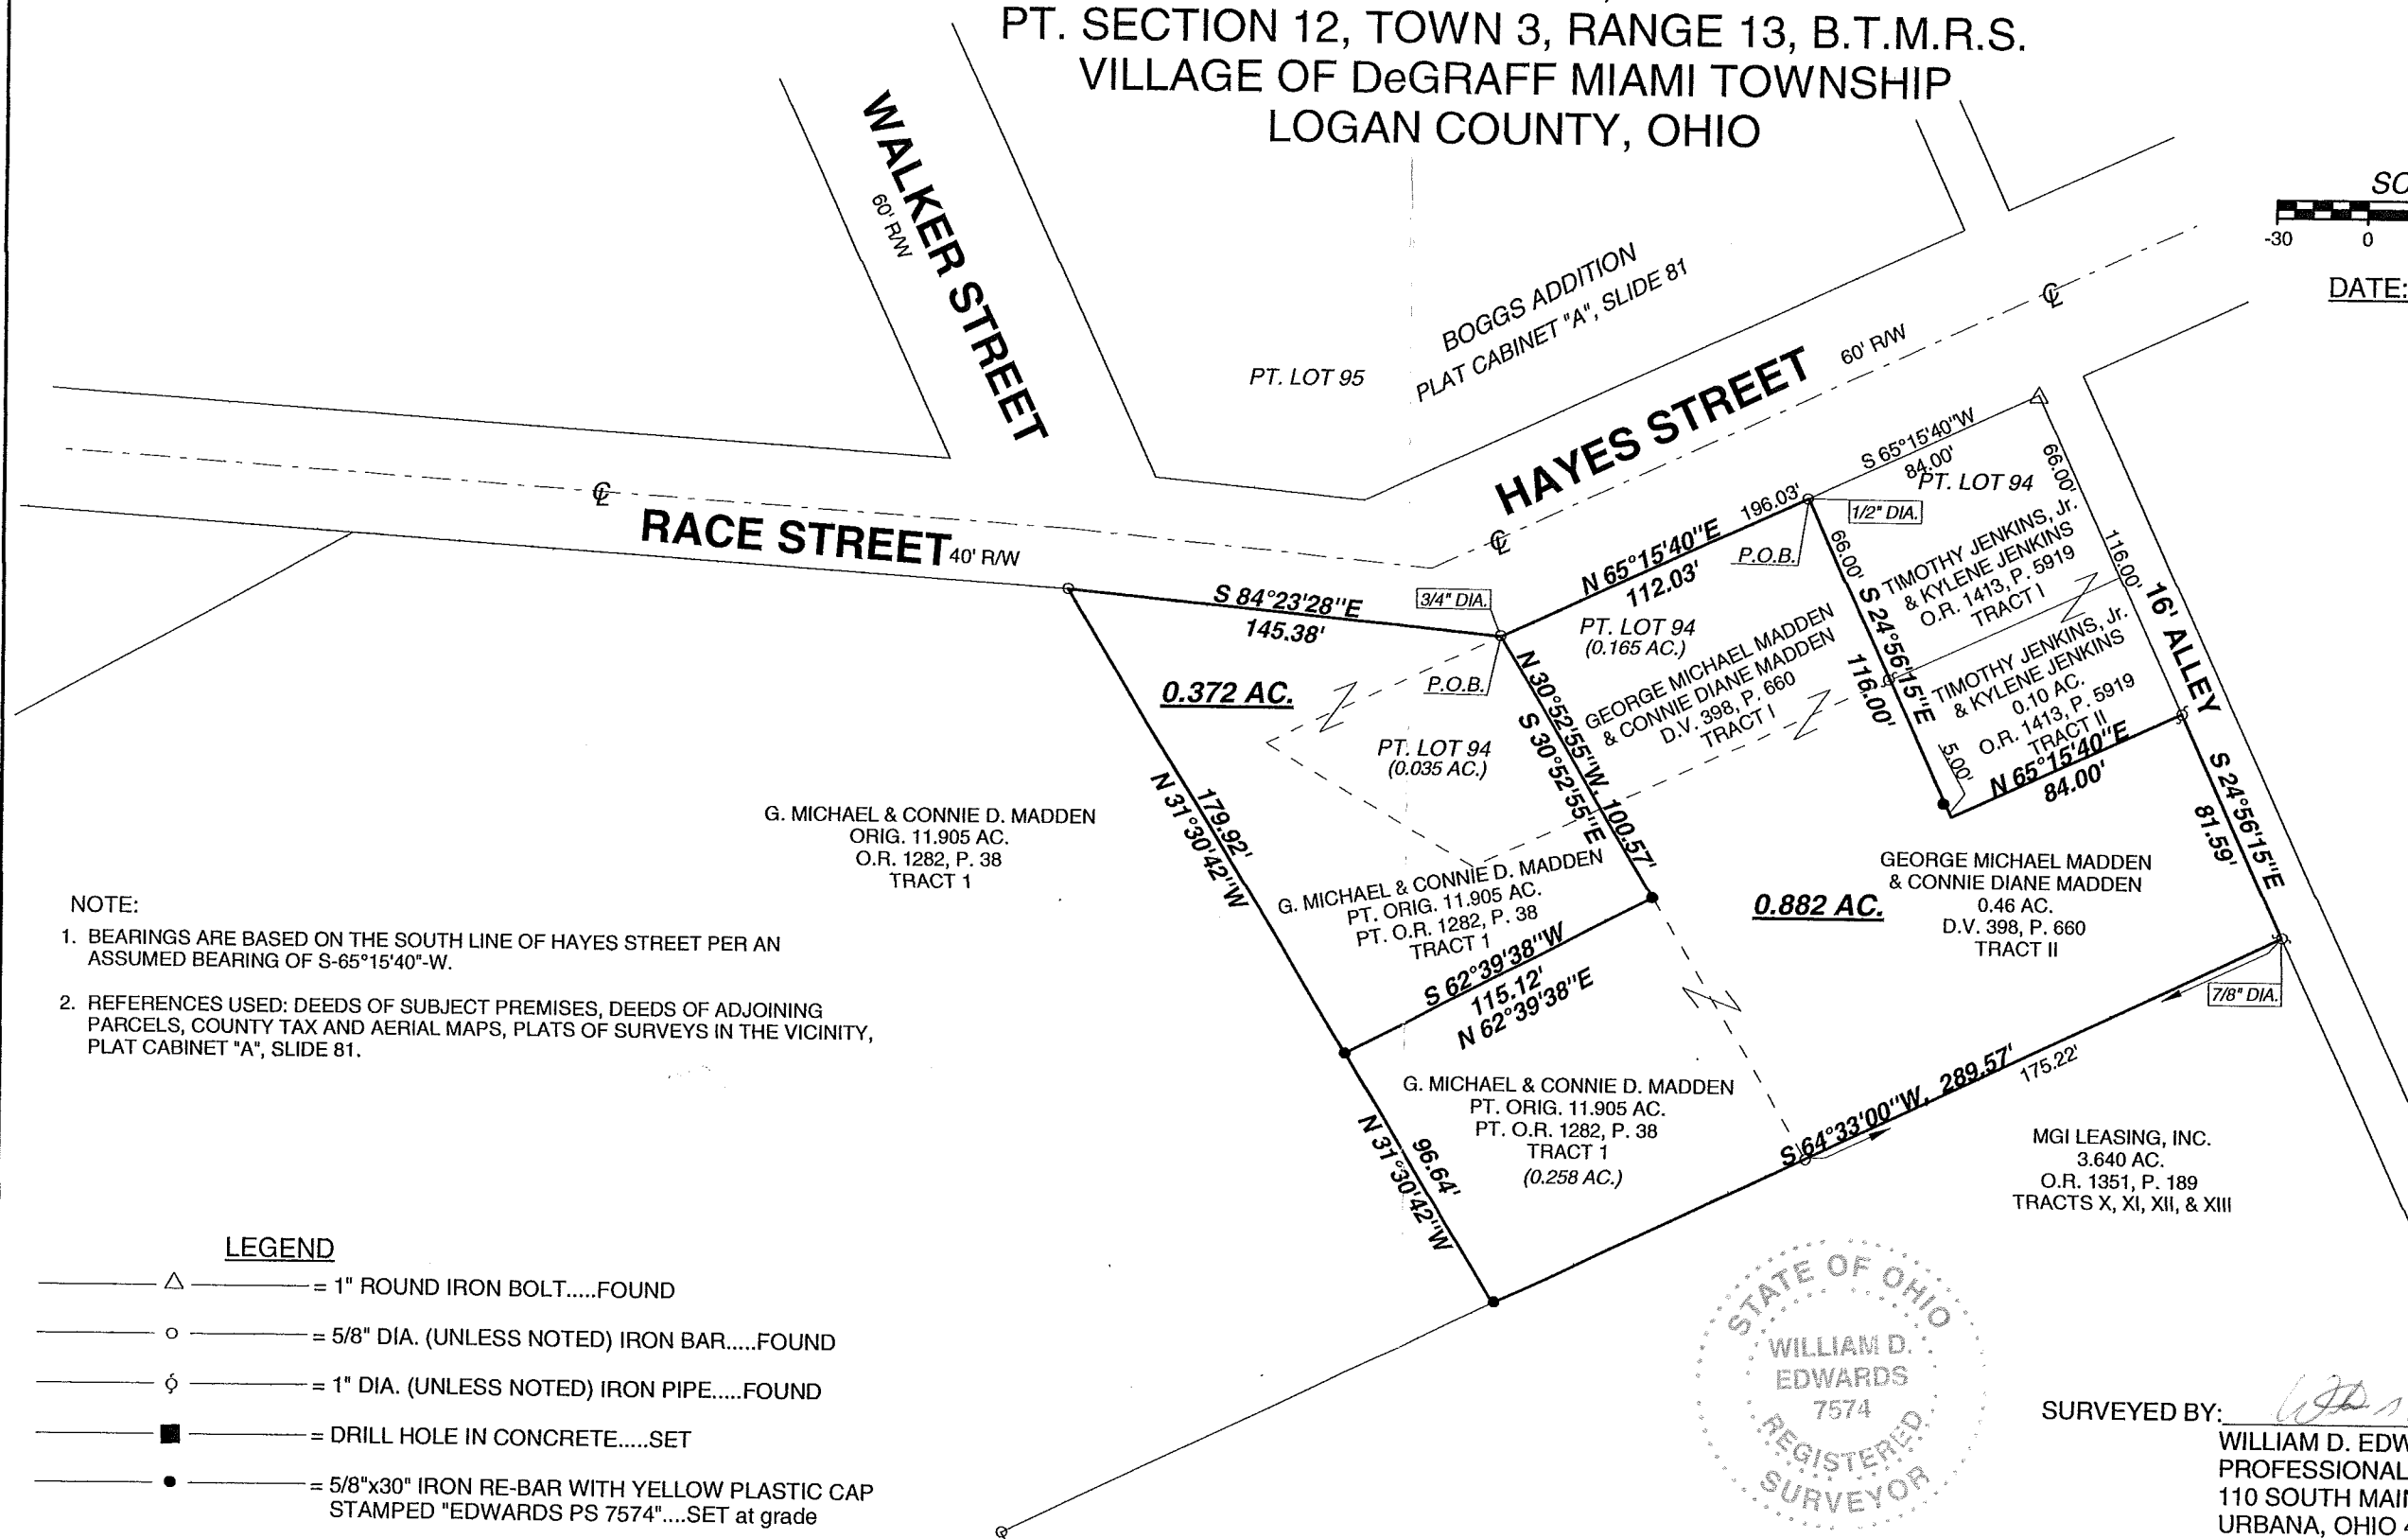 PT. SECTION 12, TOWN 3, RANGE 13, B.T.M.R.S.
VILLAGE OF DeGRAFF MIAMI TOWNSHIP
LOGAN COUNTY, OHIO
-30 0
DATE:
WALKER STREET
60' R/W
BOGGS ADDITION
PLAT CABINET "A", SLIDE 81
PT. LOT 95
HAYES STREET 60' R/W
RACE STREET 40' R/W
S 65°15'40"W
84.00'
PT. LOT 94
66.00'
116.00'
16' ALLEY
1/2" DIA.
196.03'
N 65°15'40"E
112.03'
P.O.B.
3/4" DIA.
S 84°23'28"E
145.38'
P.O.B.
0.372 AC.
PT. LOT 94
(0.165 AC.)
GEORGE MICHAEL MADDEN
& CONNIE DIANE MADDEN
D.V. 398, P. 660
TRACT I
66.00'
S 24°56'15"E
116.00'
TIMOTHY JENKINS, Jr.
& KYLENE JENKINS
O.R. 1413, P. 5919
TRACT I
TIMOTHY JENKINS, Jr.
& KYLENE JENKINS
0.10 AC.
O.R. 1413, P. 5919
TRACT II
5.00'
N 65°15'40"E
84.00'
S 24°56'15"E
81.59'
PT. LOT 94
(0.035 AC.)
N 30°52'55"W, 100.57'
S 30°52'55"E
179.92'
N 31°30'42"W
G. MICHAEL & CONNIE D. MADDEN
ORIG. 11.905 AC.
O.R. 1282, P. 38
TRACT 1
G. MICHAEL & CONNIE D. MADDEN
PT. ORIG. 11.905 AC.
PT. O.R. 1282, P. 38
TRACT 1
S 62°39'38"W
115.12'
N 62°39'38"E
0.882 AC.
GEORGE MICHAEL MADDEN
& CONNIE DIANE MADDEN
0.46 AC.
D.V. 398, P. 660
TRACT II
7/8" DIA.
S 64°33'00"W, 289.57'
175.22'
G. MICHAEL & CONNIE D. MADDEN
PT. ORIG. 11.905 AC.
PT. O.R. 1282, P. 38
TRACT 1
(0.258 AC.)
96.64'
N 31°30'42"W
MGI LEASING, INC.
3.640 AC.
O.R. 1351, P. 189
TRACTS X, XI, XII, & XIII
NOTE:
1. BEARINGS ARE BASED ON THE SOUTH LINE OF HAYES STREET PER AN
ASSUMED BEARING OF S-65°15'40"-W.
2. REFERENCES USED: DEEDS OF SUBJECT PREMISES, DEEDS OF ADJOINING
PARCELS, COUNTY TAX AND AERIAL MAPS, PLATS OF SURVEYS IN THE VICINITY,
PLAT CABINET "A", SLIDE 81.
LEGEND
= 1" ROUND IRON BOLT.....FOUND
= 5/8" DIA. (UNLESS NOTED) IRON BAR.....FOUND
= 1" DIA. (UNLESS NOTED) IRON PIPE.....FOUND
= DRILL HOLE IN CONCRETE.....SET
= 5/8"x30" IRON RE-BAR WITH YELLOW PLASTIC CAP
STAMPED "EDWARDS PS 7574"....SET at grade
STATE OF OHIO
WILLIAM D.
EDWARDS
7574
REGISTERED
SURVEYOR
SURVEYED BY:
WILLIAM D.
PROFESSIONAL
110 SOUTH
URBANA, OHIO